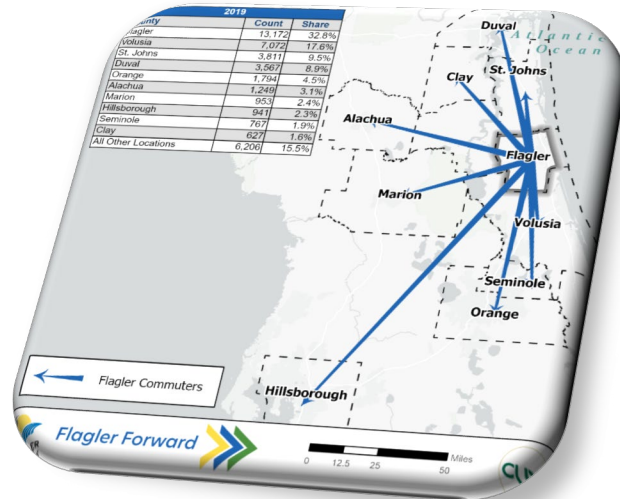 2019
unty Count Share
lagler 13,172 32.8%
Volusia 7,072 17.6%
St. Johns 3,811 9.5%
Duval 3,567 8.9%
Orange 1,794 4.5%
Alachua 1,249 3.1%
Marion 953 2.4%
Hillsborough 941 2.3%
Seminole 767 1.9%
Clay 627 1.6%
All Other Locations 6,206 15.5%
Duval
Atlantic
Ocean
St. Johns
Clay
Alachua
Flagler
Marion
Volusia
Seminole
Orange
Hillsborough
Flagler Commuters
Flagler Forward
Miles
0 12.5 25 50